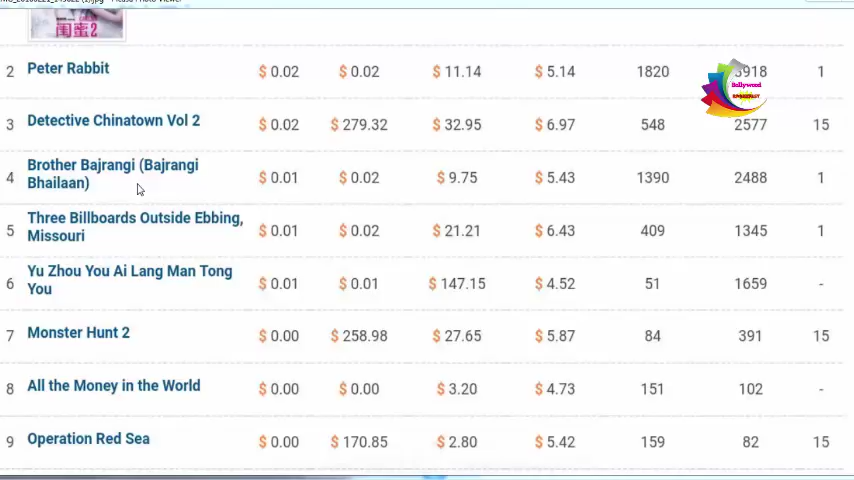 闺蜜2
2 Peter Rabbit $ 0.02 $ 0.02 $ 11.14 $ 5.14 1820 5918 1
Bollywood
3 Detective Chinatown Vol 2 $ 0.02 $ 279.32 $ 32.95 $ 6.97 548 2577 15
4 Brother Bajrangi (Bajrangi
Bhailaan) $ 0.01 $ 0.02 $ 9.75 $ 5.43 1390 2488 1
5 Three Billboards Outside Ebbing,
Missouri $ 0.01 $ 0.02 $ 21.21 $ 6.43 409 1345 1
6 Yu Zhou You Ai Lang Man Tong
You $ 0.01 $ 0.01 $ 147.15 $ 4.52 51 1659 -
7 Monster Hunt 2 $ 0.00 $ 258.98 $ 27.65 $ 5.87 84 391 15
8 All the Money in the World $ 0.00 $ 0.00 $ 3.20 $ 4.73 151 102 -
9 Operation Red Sea $ 0.00 $ 170.85 $ 2.80 $ 5.42 159 82 15